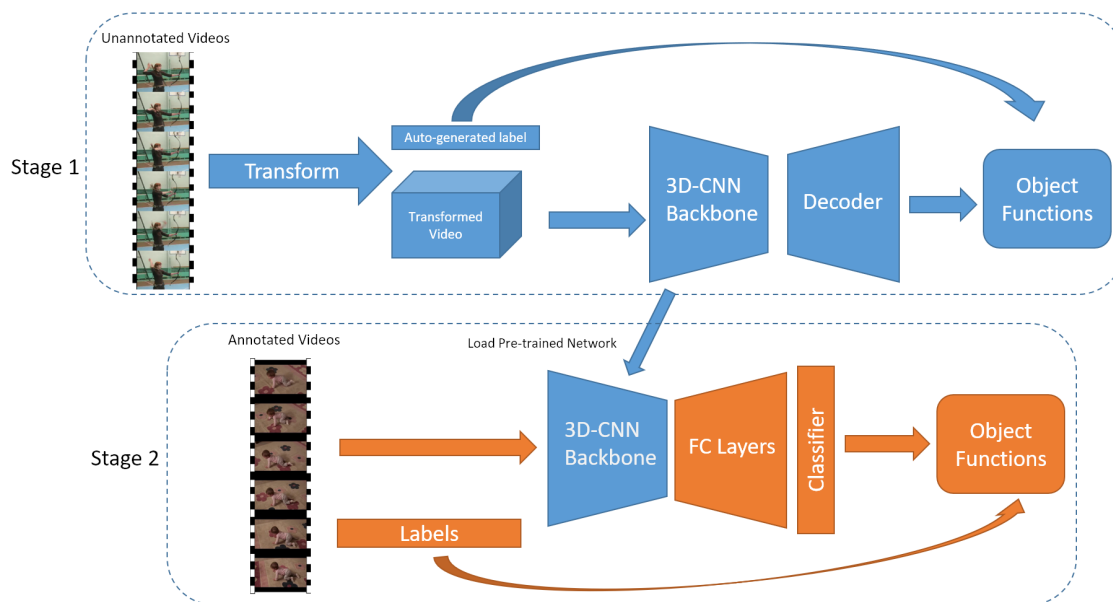 Unannotated Videos
Stage 1
Transform
Auto-generated label
Transformed
Video
3D-CNN
Backbone
Decoder
Object
Functions
Annotated Videos
Load Pre-trained Network
Stage 2
3D-CNN
Backbone
FC Layers
Classifier
Object
Functions
Labels